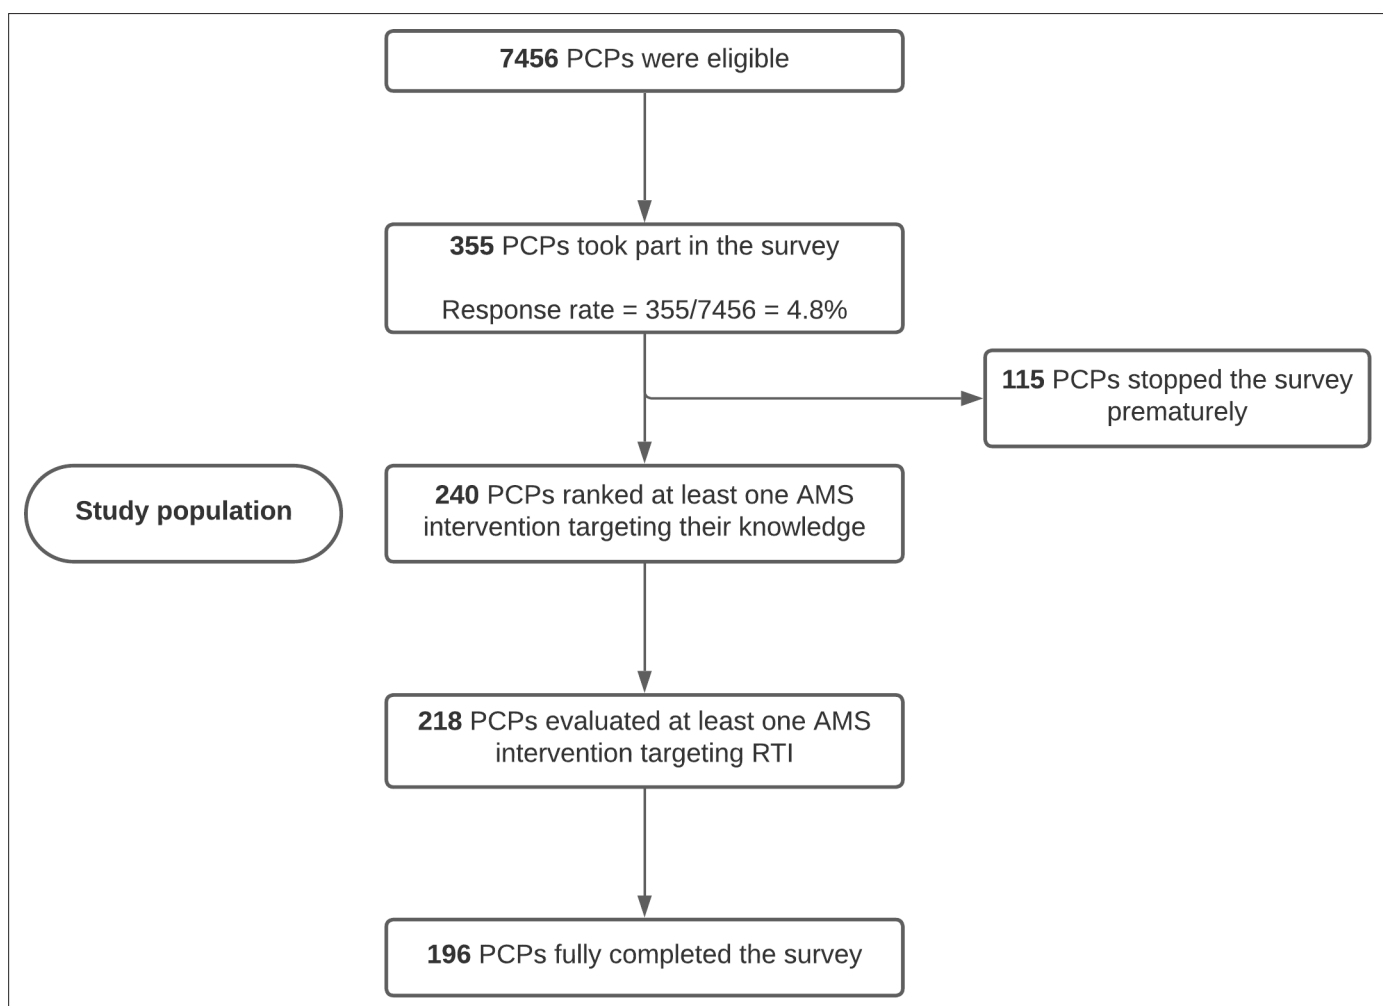 7456 PCPs were eligible
355 PCPs took part in the survey
Response rate = 355/7456 = 4.8%
115 PCPs stopped the survey
prematurely
Study population
240 PCPs ranked at least one AMS
intervention targeting their knowledge
218 PCPs evaluated at least one AMS
intervention targeting RTI
196 PCPs fully completed the survey